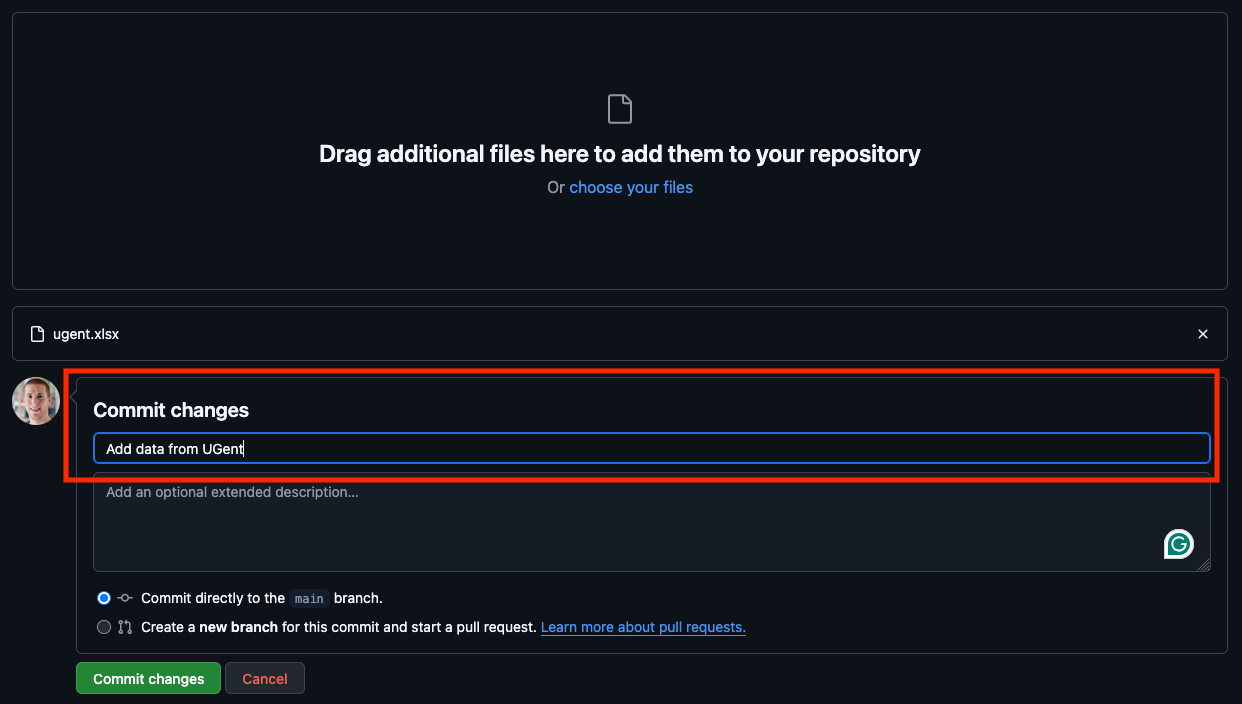 Drag additional files here to add them to your repository
Or choose your files
ugent.xlsx
Commit changes
Add data from UGent
Add an optional extended description...
Commit directly to the main branch.
Create a new branch for this commit and start a pull request. Learn more about pull requests.
Commit changes Cancel